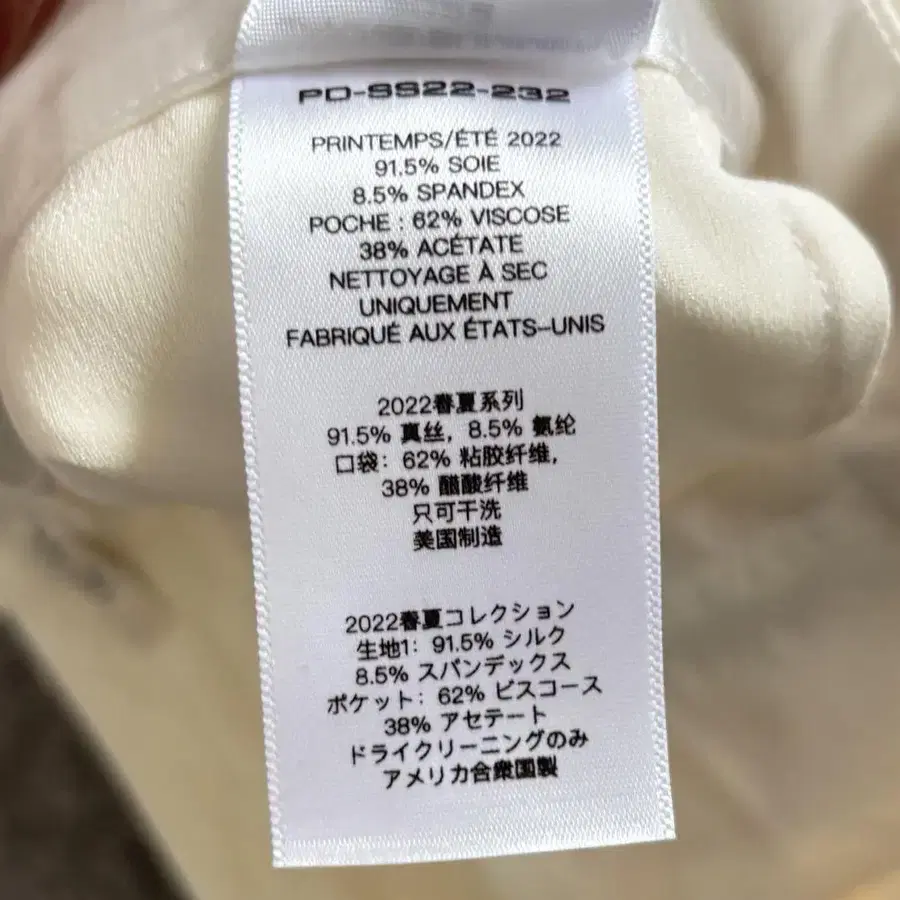 PD-SS22-232
PRINTEMPS/ÉTÉ 2022
91.5% SOIE
8.5% SPANDEX
POCHE : 62% VISCOSE
38% ACÉTATE
NETTOYAGE À SEC
UNIQUEMENT
FABRIQUÉ AUX ÉTATS-UNIS
2022春夏系列
91.5% 真丝, 8.5% 氨纶
口袋: 62% 粘胶纤维,
38% 醋酸纤维
只可干洗
美国制造
2022春夏コレクション
生地1: 91.5% シルク
8.5% スパンデックス
ポケット: 62% ビスコース
38% アセテート
ドライクリーニングのみ
アメリカ合衆国製